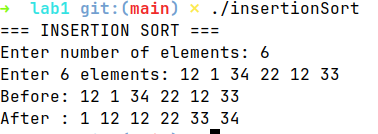 ➜  lab1 git:(main) ✗ ./insertionSort
=== INSERTION SORT ===
Enter number of elements: 6
Enter 6 elements: 12 1 34 22 12 33
Before: 12 1 34 22 12 33
After : 1 12 12 22 33 34